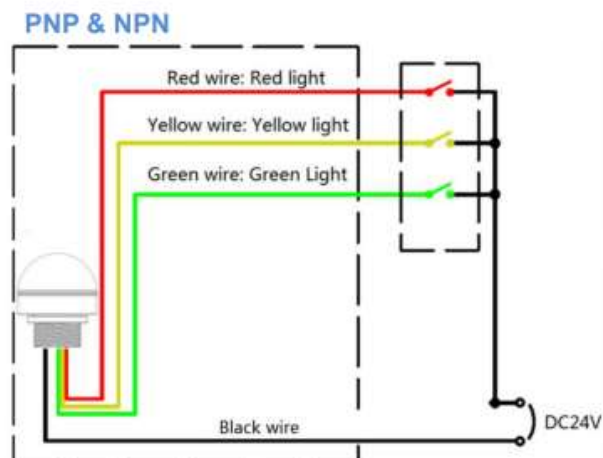 PNP & NPN
Red wire: Red light
Yellow wire: Yellow light
Green wire: Green Light
Black wire
DC24V